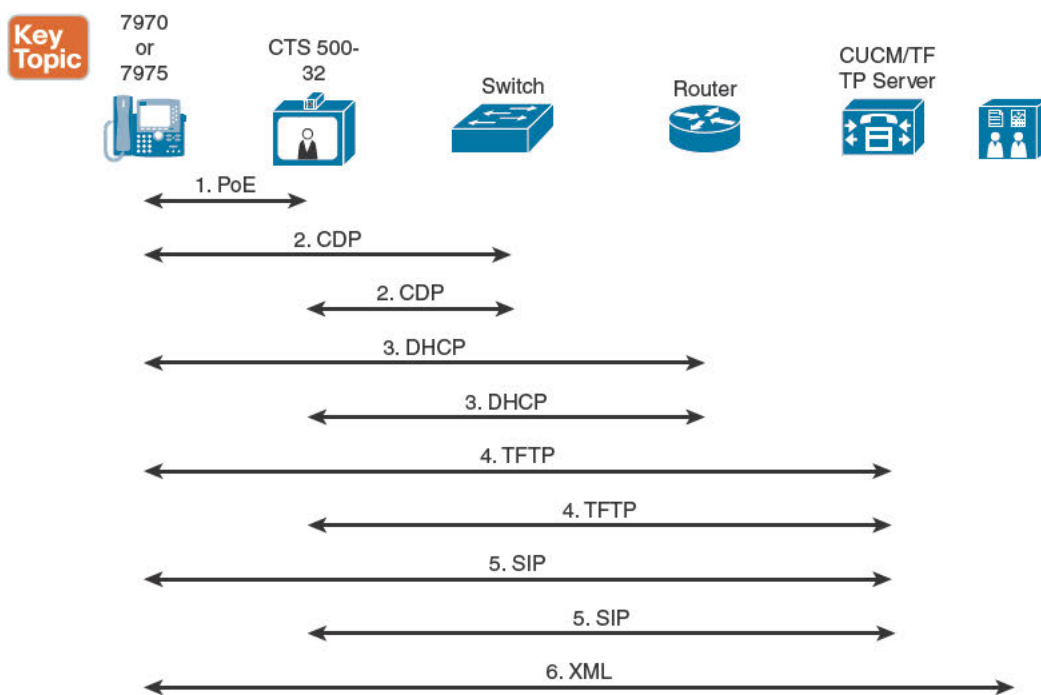 Key
Topic
7970
or
7975
CTS 500-
32
Switch
Router
CUCM/TF
TP Server
1. PoE
2. CDP
2. CDP
3. DHCP
3. DHCP
4. TFTP
4. TFTP
5. SIP
5. SIP
6. XML